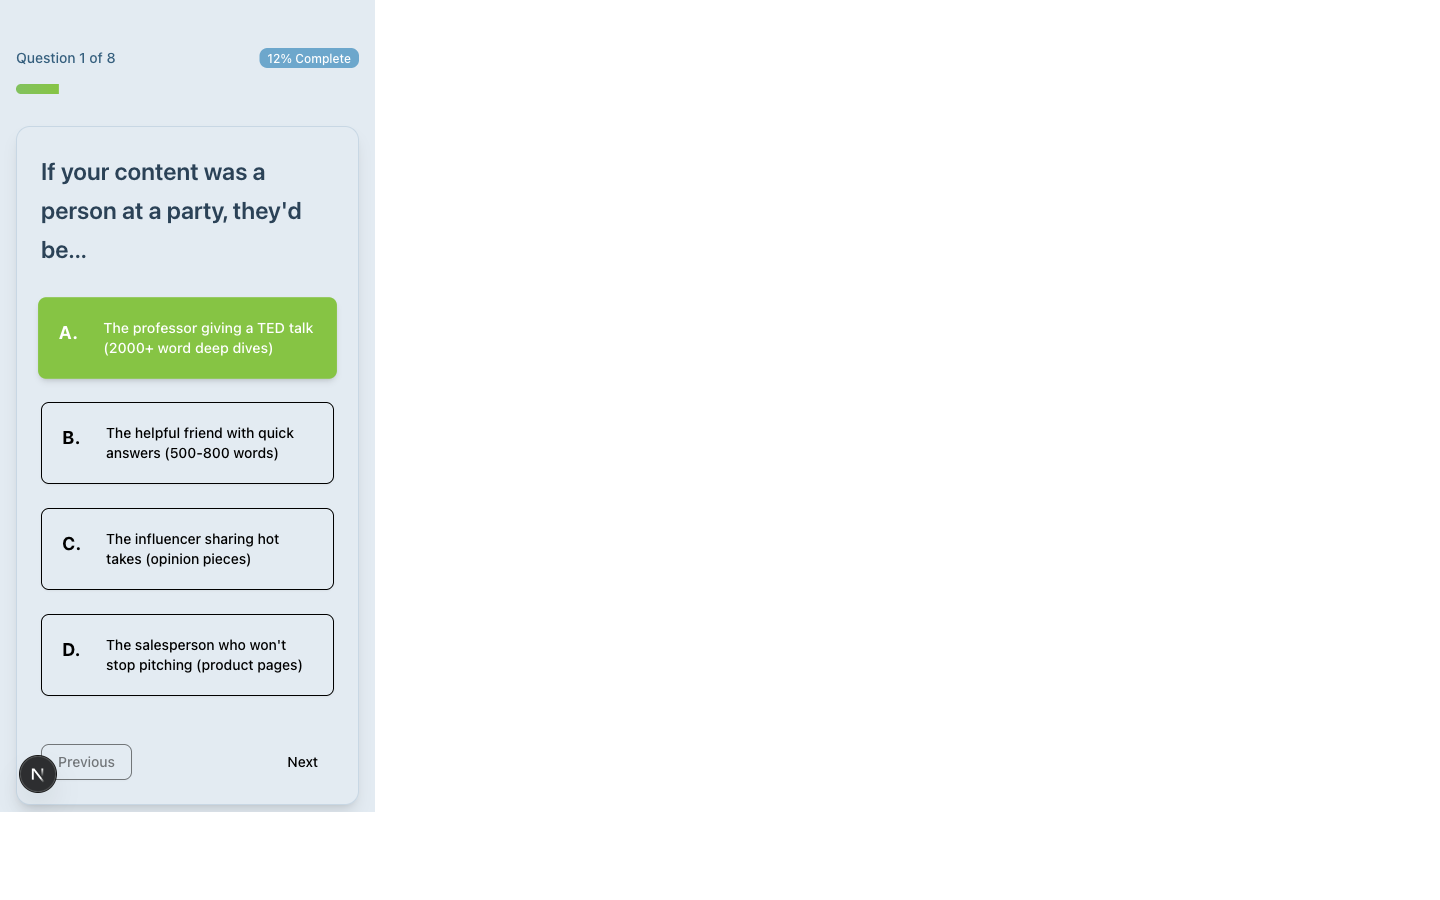 Question 1 of 8
12% Complete
If your content was a
person at a party, they'd
be...
A.
The professor giving a TED talk
(2000+ word deep dives)
B.
The helpful friend with quick
answers (500-800 words)
C.
The influencer sharing hot
takes (opinion pieces)
D.
The salesperson who won't
stop pitching (product pages)
Previous
Next
N